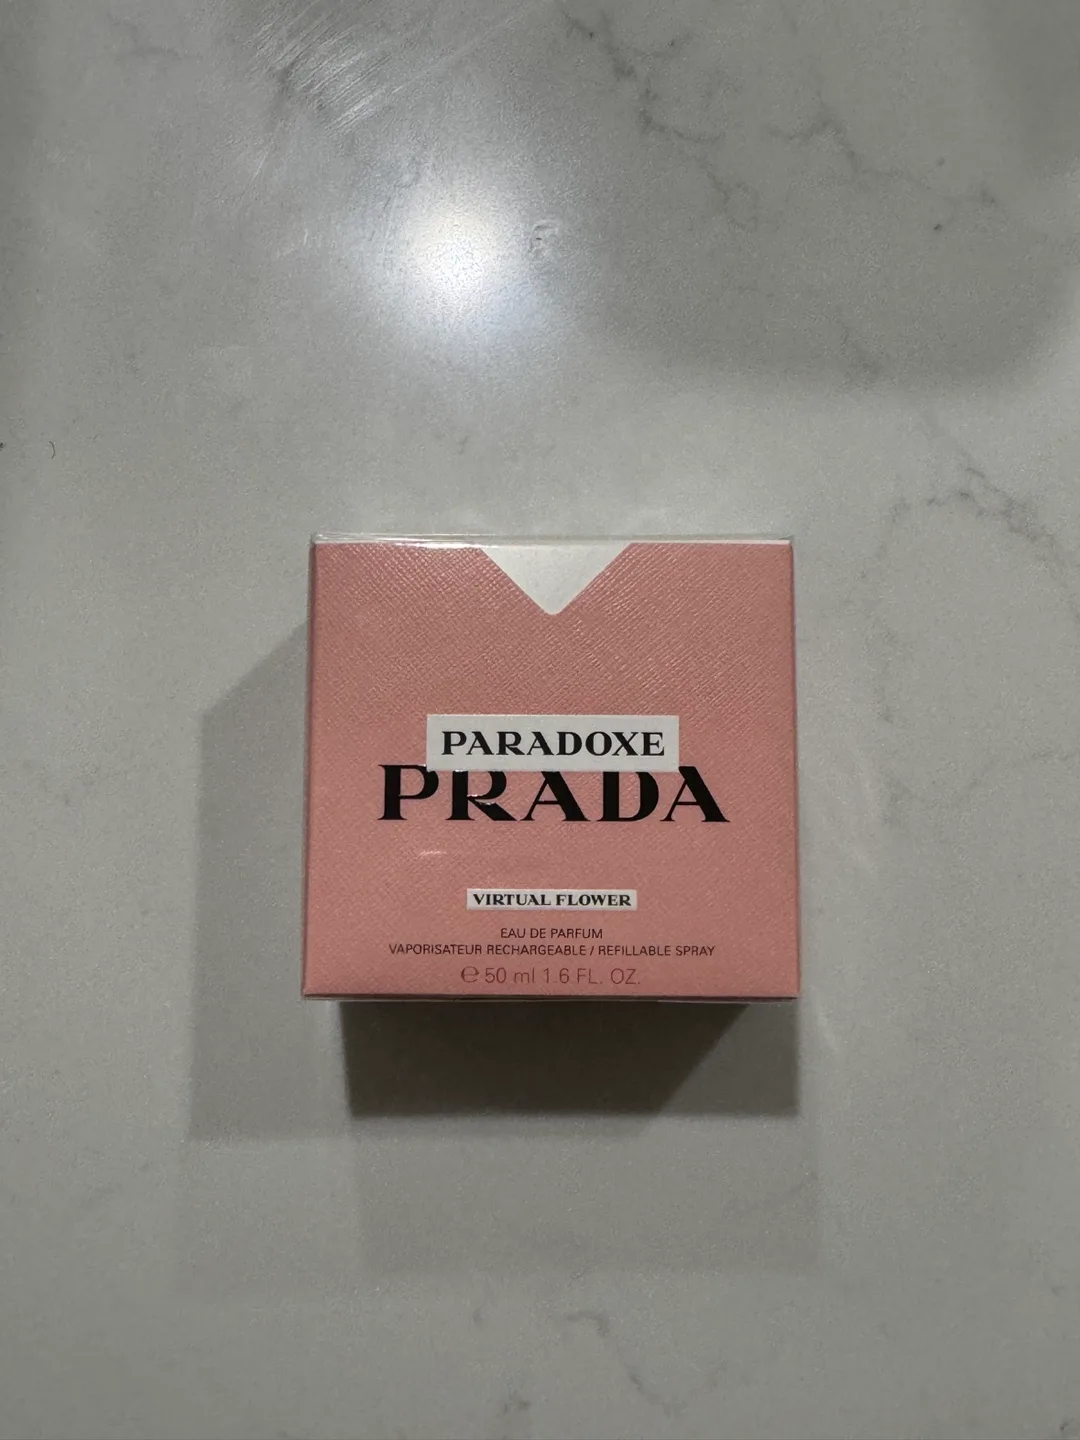 PARADOXE
PRADA
VIRTUAL FLOWER
EAU DE PARFUM
VAPORISATEUR RECHARGEABLE / REFILLABLE SPRAY
℮ 50 ml 1.6 FL. OZ.